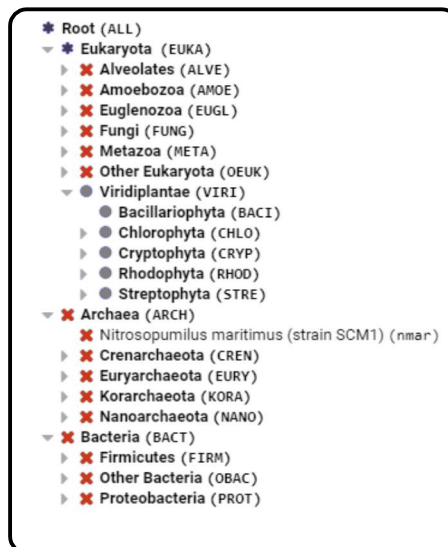 Root (ALL)
Eukaryota (EUKA)
Alveolates (ALVE)
Amoebozoa (AMOE)
Euglenozoa (EUGL)
Fungi (FUNG)
Metazoa (META)
Other Eukaryota (OEUK)
Viridiplantae (VIRI)
Bacillariophyta (BACI)
Chlorophyta (CHLO)
Cryptophyta (CRYP)
Rhodophyta (RHOD)
Streptophyta (STRE)
Archaea (ARCH)
Nitrosopumilus maritimus (strain SCM1) (nmar)
Crenarchaeota (CREN)
Euryarchaeota (EURY)
Korarchaeota (KORA)
Nanoarchaeota (NANO)
Bacteria (BACT)
Firmicutes (FIRM)
Other Bacteria (OBAC)
Proteobacteria (PROT)